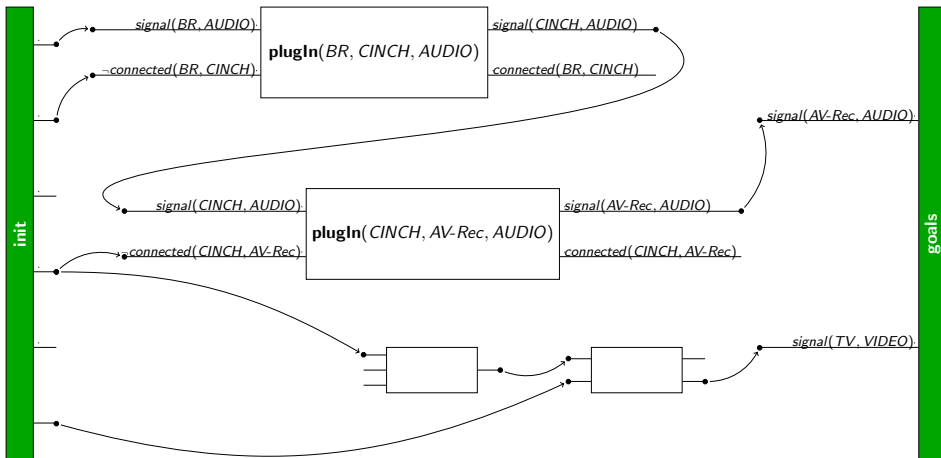 signal(BR, AUDIO)
¬connected(BR, CINCH)
plugIn(BR, CINCH, AUDIO)
signal(CINCH, AUDIO)
connected(BR, CINCH)
signal(AV-Rec, AUDIO)
init
signal(CINCH, AUDIO)
¬connected(CINCH, AV-Rec)
plugIn(CINCH, AV-Rec, AUDIO)
signal(AV-Rec, AUDIO)
connected(CINCH, AV-Rec)
goals
signal(TV, VIDEO)